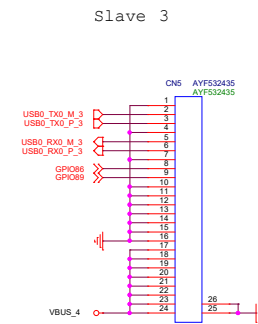 Slave 3
CN5 AYF532435
AYF532435
1
USB0_TX0_M_3 2
USB0_TX0_P_3 3
4
USB0_RX0_M_3 5
USB0_RX0_P_3 6
7
GPIO86 8
GPIO89 9
10
11
12
13
14
15
16
17
18
19
20
21
22
23 26
VBUS_4 24 25